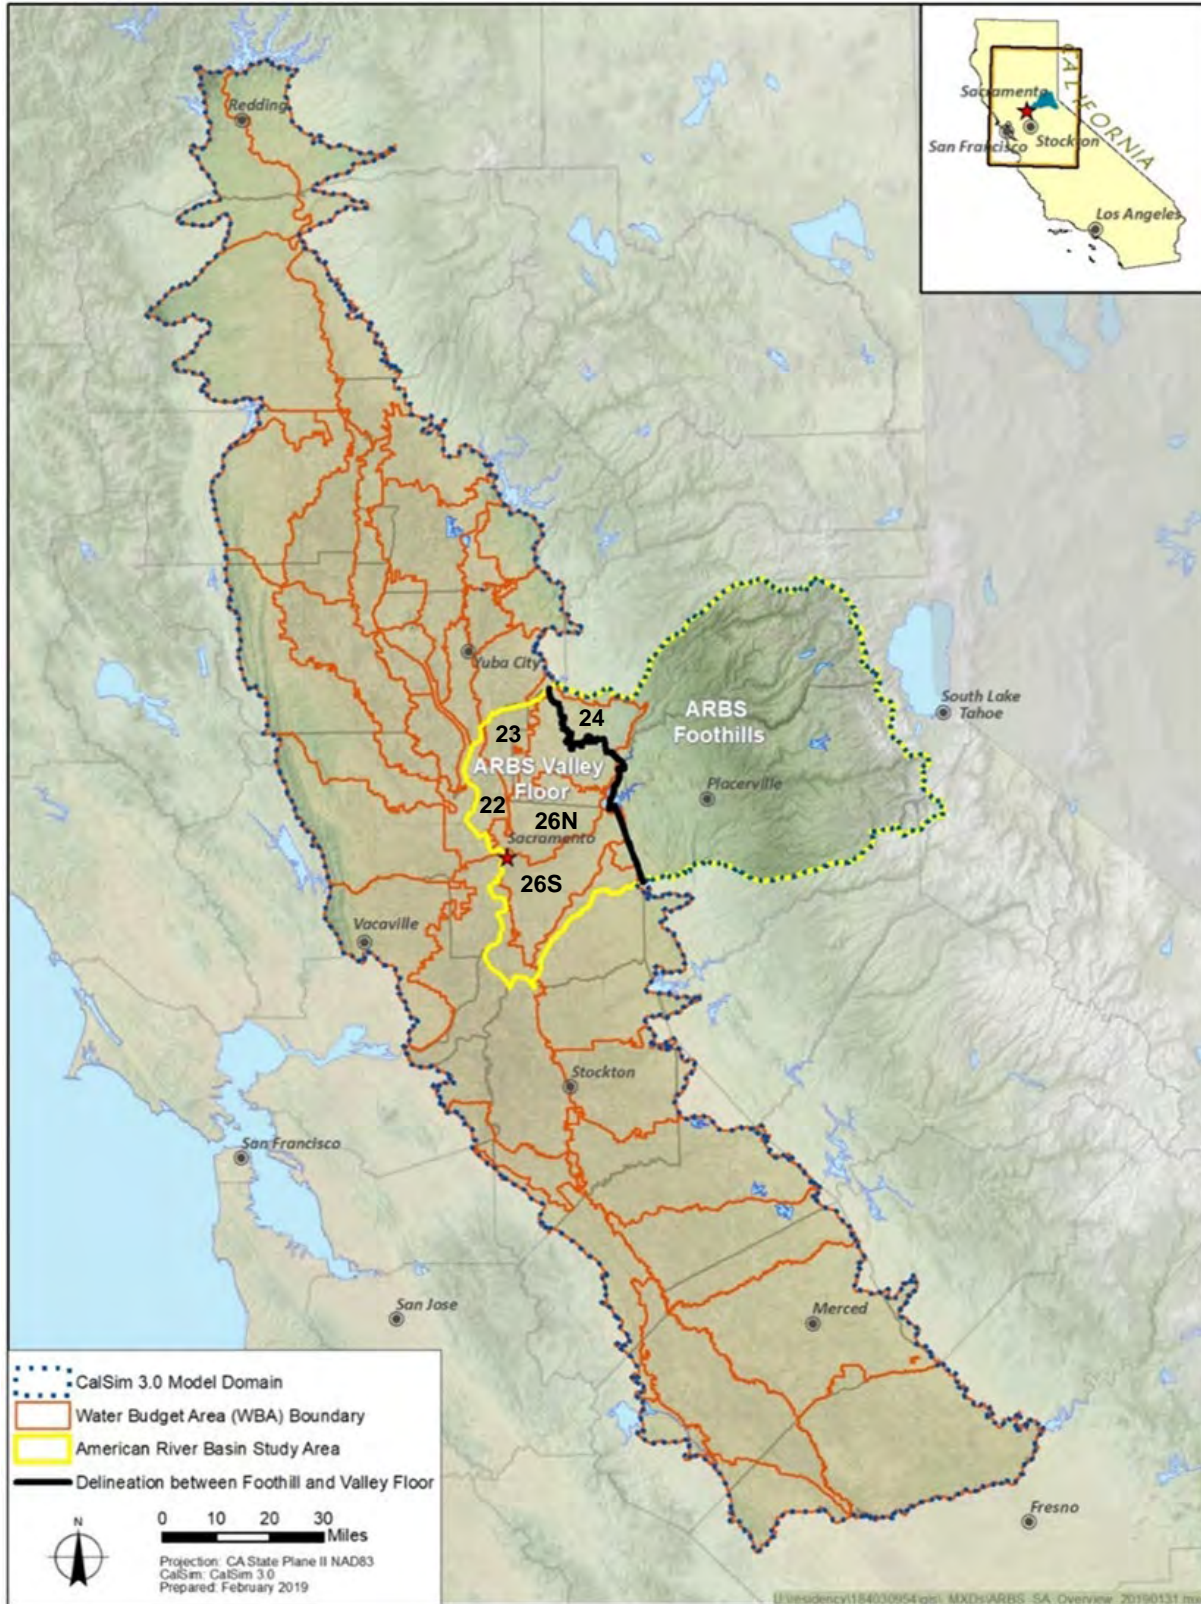 CALIFORNIA
Sacramento
Stockton
San Francisco
Los Angeles
Redding
Yuba City
South Lake
Tahoe
24
ARBS
Foothills
23
ARBS Valley
Floor
Placerville
22
26N
Sacramento
26S
Vacaville
Stockton
San Francisco
San Jose
Merced
Fresno
CalSim 3.0 Model Domain
Water Budget Area (WBA) Boundary
American River Basin Study Area
Delineation between Foothill and Valley Floor
N
0 10 20 30
Miles
Projection: CA State Plane II NAD83
CalSim: CalSim 3.0
Prepared: February 2019